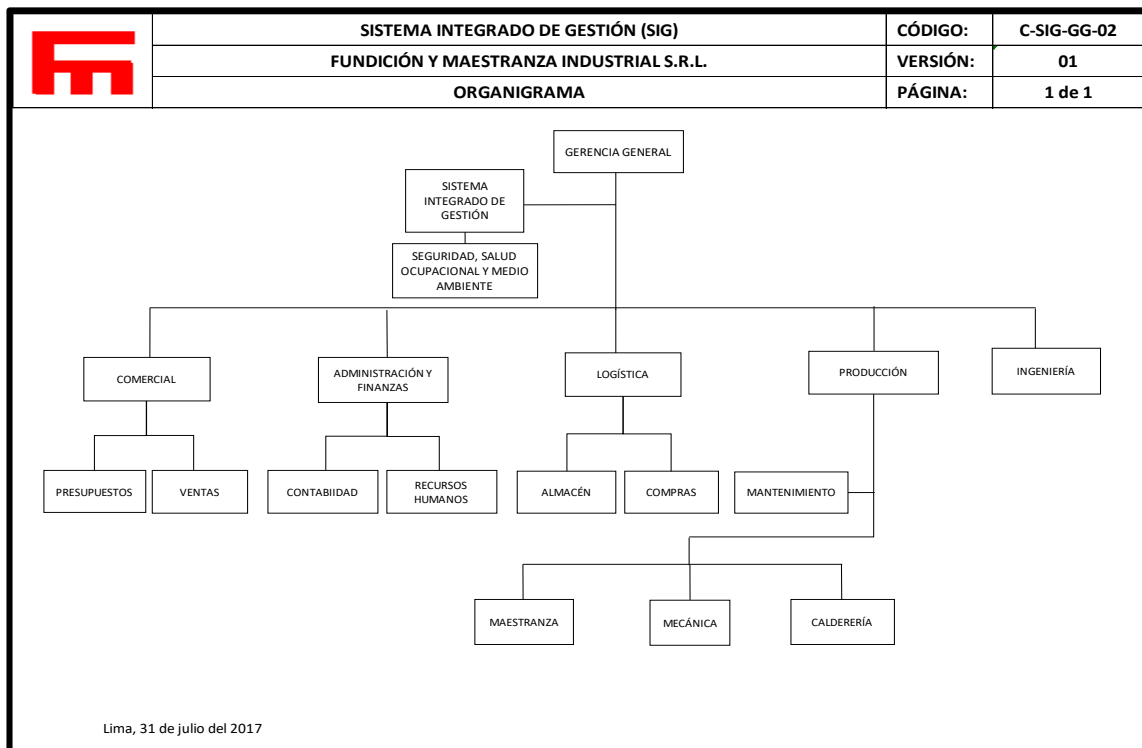 SISTEMA INTEGRADO DE GESTIÓN (SIG)
CÓDIGO:
C-SIG-GG-02
FUNDICIÓN Y MAESTRANZA INDUSTRIAL S.R.L.
VERSIÓN:
01
ORGANIGRAMA
PÁGINA:
1 de 1
GERENCIA GENERAL
SISTEMA
INTEGRADO DE
GESTIÓN
SEGURIDAD, SALUD
OCUPACIONAL Y MEDIO
AMBIENTE
COMERCIAL
ADMINISTRACIÓN Y
FINANZAS
LOGÍSTICA
PRODUCCIÓN
INGENIERÍA
PRESUPUESTOS
VENTAS
CONTABIIDAD
RECURSOS
HUMANOS
ALMACÉN
COMPRAS
MANTENIMIENTO
MAESTRANZA
MECÁNICA
CALDERERÍA
Lima, 31 de julio del 2017